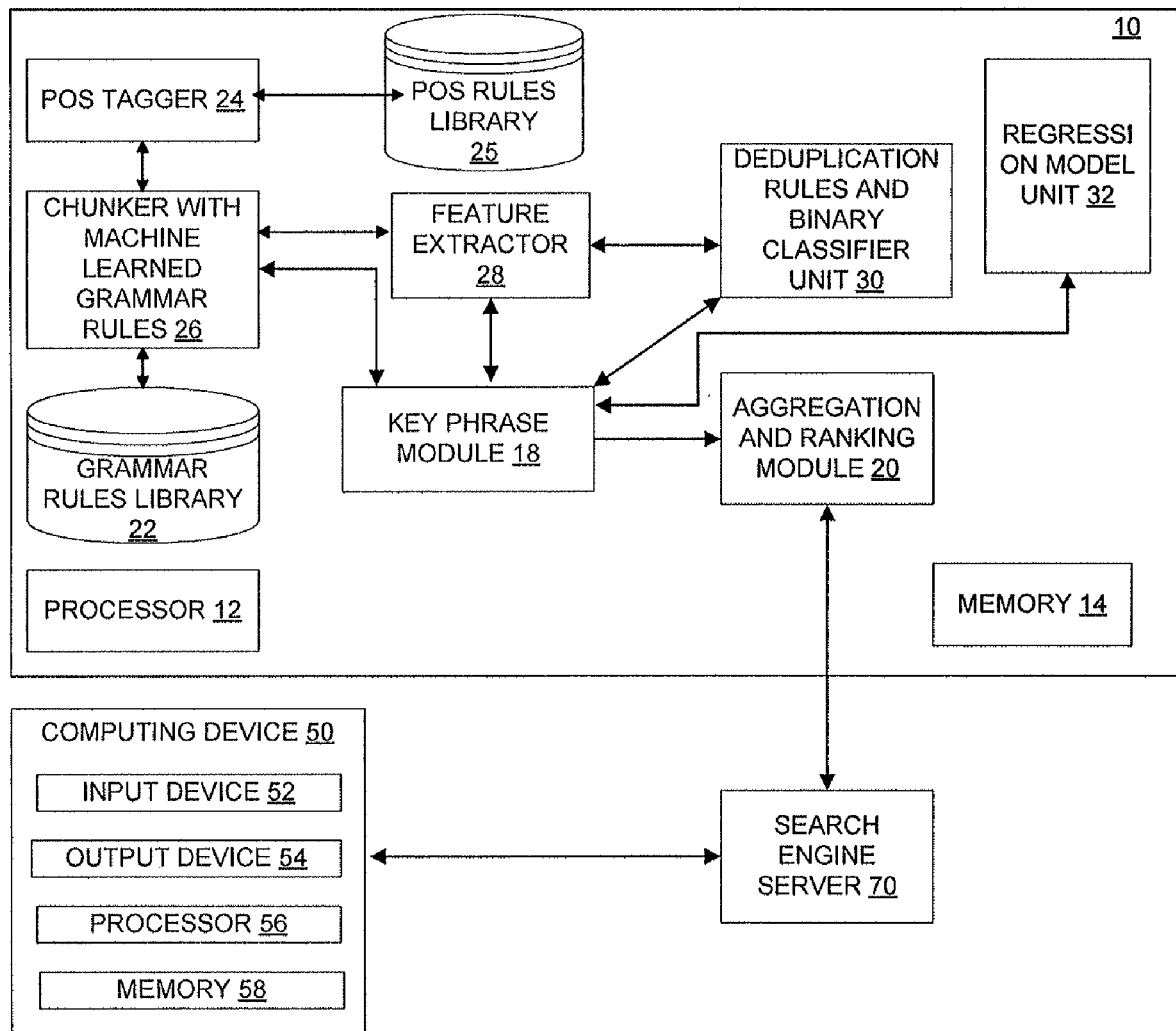 10
POS TAGGER 24
POS RULES
LIBRARY
25
REGRESSI
ON MODEL
UNIT 32
CHUNKER WITH
MACHINE
LEARNED
GRAMMAR
RULES 26
FEATURE
EXTRACTOR
28
DEDUPLICATION
RULES AND
BINARY
CLASSIFIER
UNIT 30
KEY PHRASE
MODULE 18
AGGREGATION
AND RANKING
MODULE 20
GRAMMAR
RULES LIBRARY
22
PROCESSOR 12
MEMORY 14
COMPUTING DEVICE 50
INPUT DEVICE 52
OUTPUT DEVICE 54
PROCESSOR 56
MEMORY 58
SEARCH
ENGINE
SERVER 70